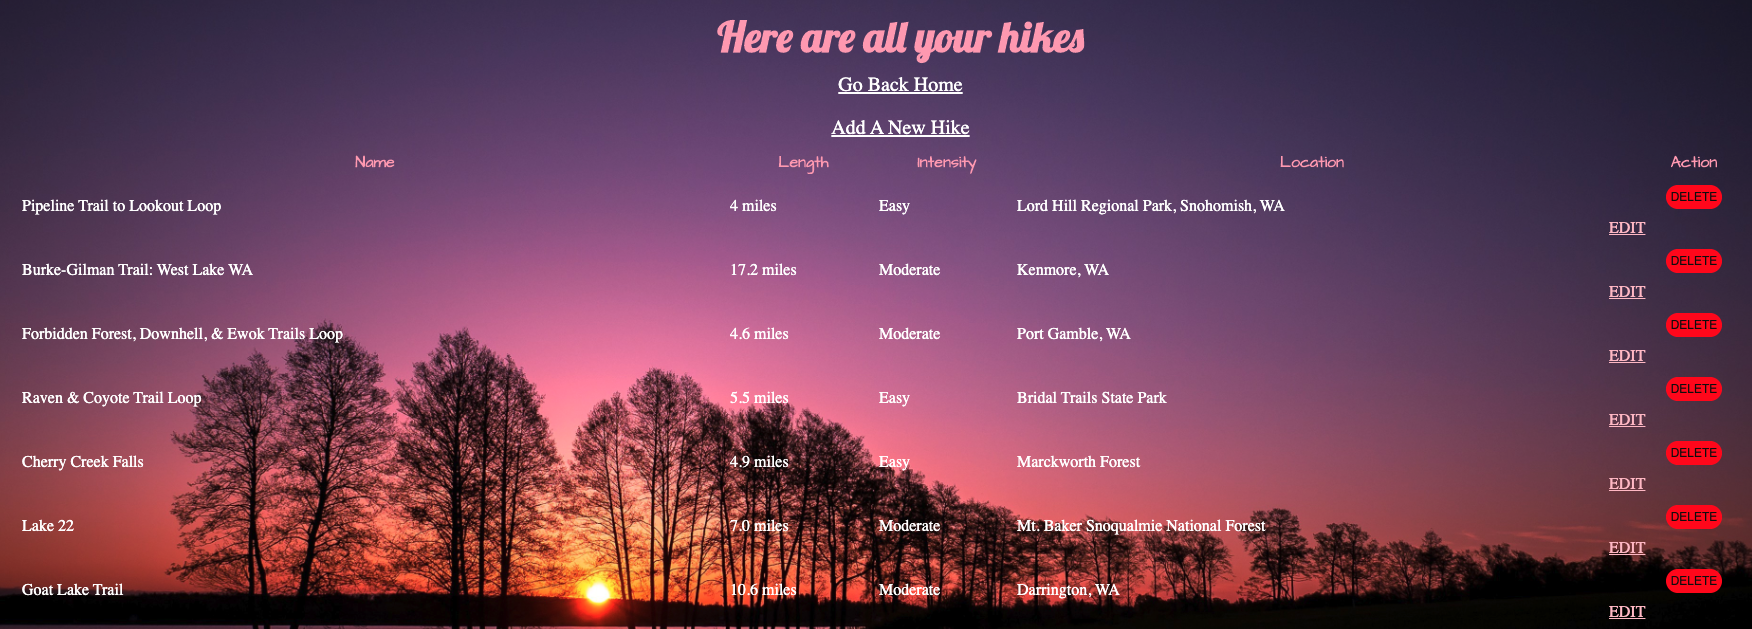 Here are all your hikes
Go Back Home
Add A New Hike
Name Length Intensity Location Action
Pipeline Trail to Lookout Loop 4 miles Easy Lord Hill Regional Park, Snohomish, WA DELETE
EDIT
Burke-Gilman Trail: West Lake WA 17.2 miles Moderate Kenmore, WA DELETE
EDIT
Forbidden Forest, Downhell, & Ewok Trails Loop 4.6 miles Moderate Port Gamble, WA DELETE
EDIT
Raven & Coyote Trail Loop 5.5 miles Easy Bridal Trails State Park DELETE
EDIT
Cherry Creek Falls 4.9 miles Easy Marckworth Forest DELETE
EDIT
Lake 22 7.0 miles Moderate Mt. Baker Snoqualmie National Forest DELETE
EDIT
Goat Lake Trail 10.6 miles Moderate Darrington, WA DELETE
EDIT